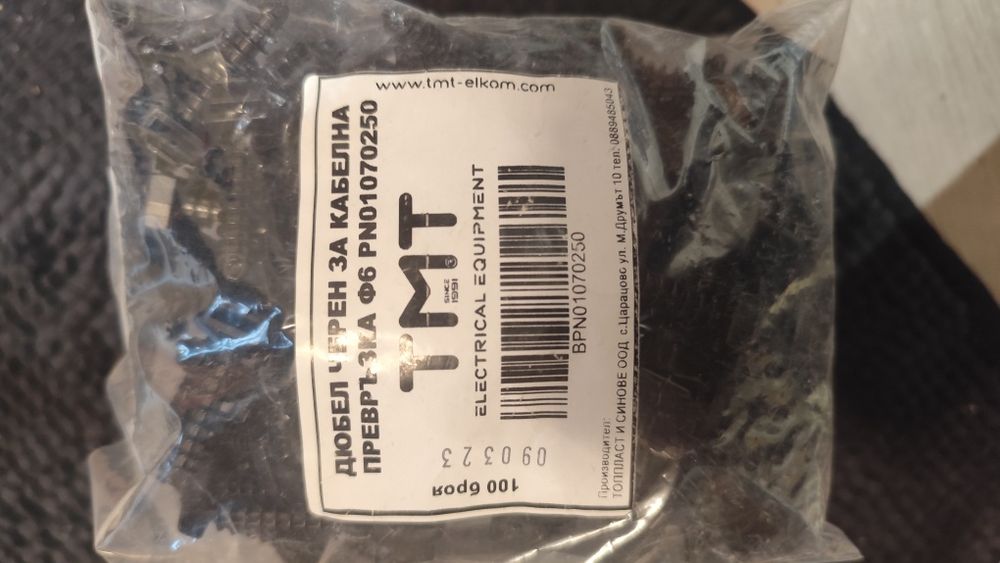 www.tmt-elkom.com
ДЮБЕЛ ЧЕРЕН ЗА КАБЕЛНА
ПРЕВРЪЗКА Ф6 PN01070250
TMT
SINCE
1991
ELECTRICAL EQUIPMENT
BPN01070250
090323
100 броя
Производител:
ТОППЛАСТ И СИНОВЕ ООД с.Царацово ул. М.Друмът 10 тел: 0889485043